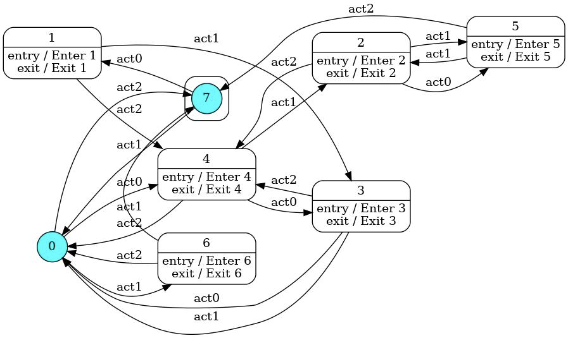 act2
5
entry / Enter 5
exit / Exit 5
1
entry / Enter 1
exit / Exit 1
act1
2
entry / Enter 2
exit / Exit 2
act1
act1
act0
act2
act0
act2
act2
7
act1
act1
4
entry / Enter 4
exit / Exit 4
act2
act0
3
entry / Enter 3
exit / Exit 3
act0
act1
act2
0
6
entry / Enter 6
exit / Exit 6
act2
act1
act0
act1